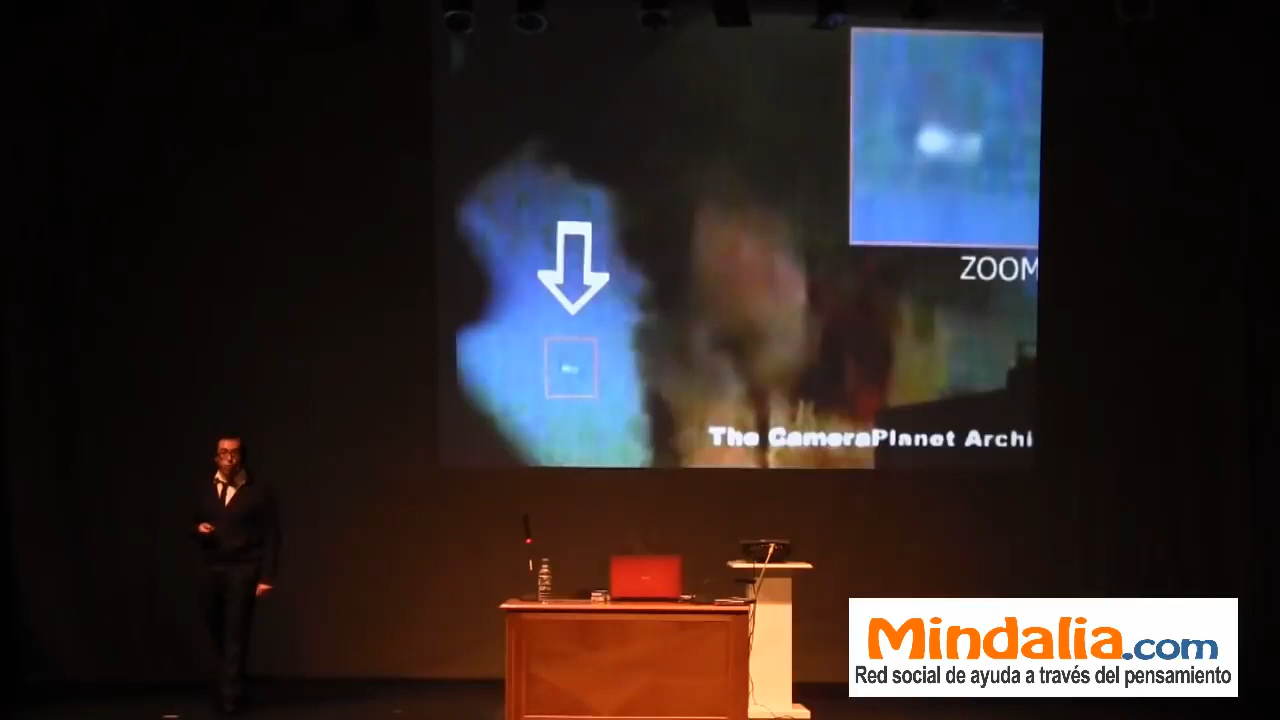 ZOOM
The CameraPlanet Archi
Mindalia.com
Red social de ayuda a través del pensamiento